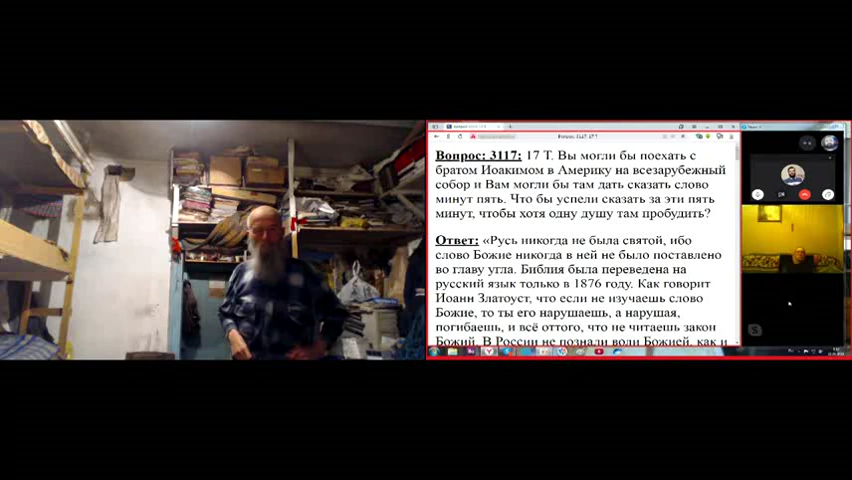 Вопрос: 3117: 17 Т. Вы могли бы поехать с
братом Иоакимом в Америку на всезарубежный
собор и Вам могли бы там дать сказать слово
минут пять. Что бы успели сказать за эти пять
минут, чтобы хотя одну душу там пробудить?
Ответ: «Русь никогда не была святой, ибо
слово Божие никогда в ней не было поставлено
во главу угла. Библия была переведена на
русский язык только в 1876 году. Как говорит
Иоанн Златоуст, что если не изучаешь слово
Божие, то ты его нарушаешь, а нарушая,
погибаешь, и всё оттого, что не читаешь закон
Божий. В России не познали воли Божией, как и